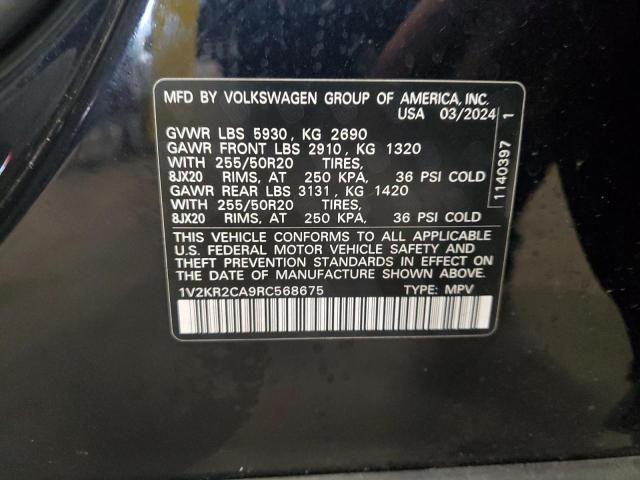 MFD BY VOLKSWAGEN GROUP OF AMERICA, INC.
USA 03/2024
GVWR LBS 5930, KG 2690
GAWR FRONT LBS 2910, KG 1320
WITH 255/50R20 TIRES,
8JX20 RIMS, AT 250 KPA, 36 PSI COLD
GAWR REAR LBS 3131, KG 1420
WITH 255/50R20 TIRES,
8JX20 RIMS, AT 250 KPA, 36 PSI COLD
THIS VEHICLE CONFORMS TO ALL APPLICABLE
U.S. FEDERAL MOTOR VEHICLE SAFETY AND
THEFT PREVENTION STANDARDS IN EFFECT ON
THE DATE OF MANUFACTURE SHOWN ABOVE.
1V2KR2CA9RC568675 TYPE: MPV
1140397 1